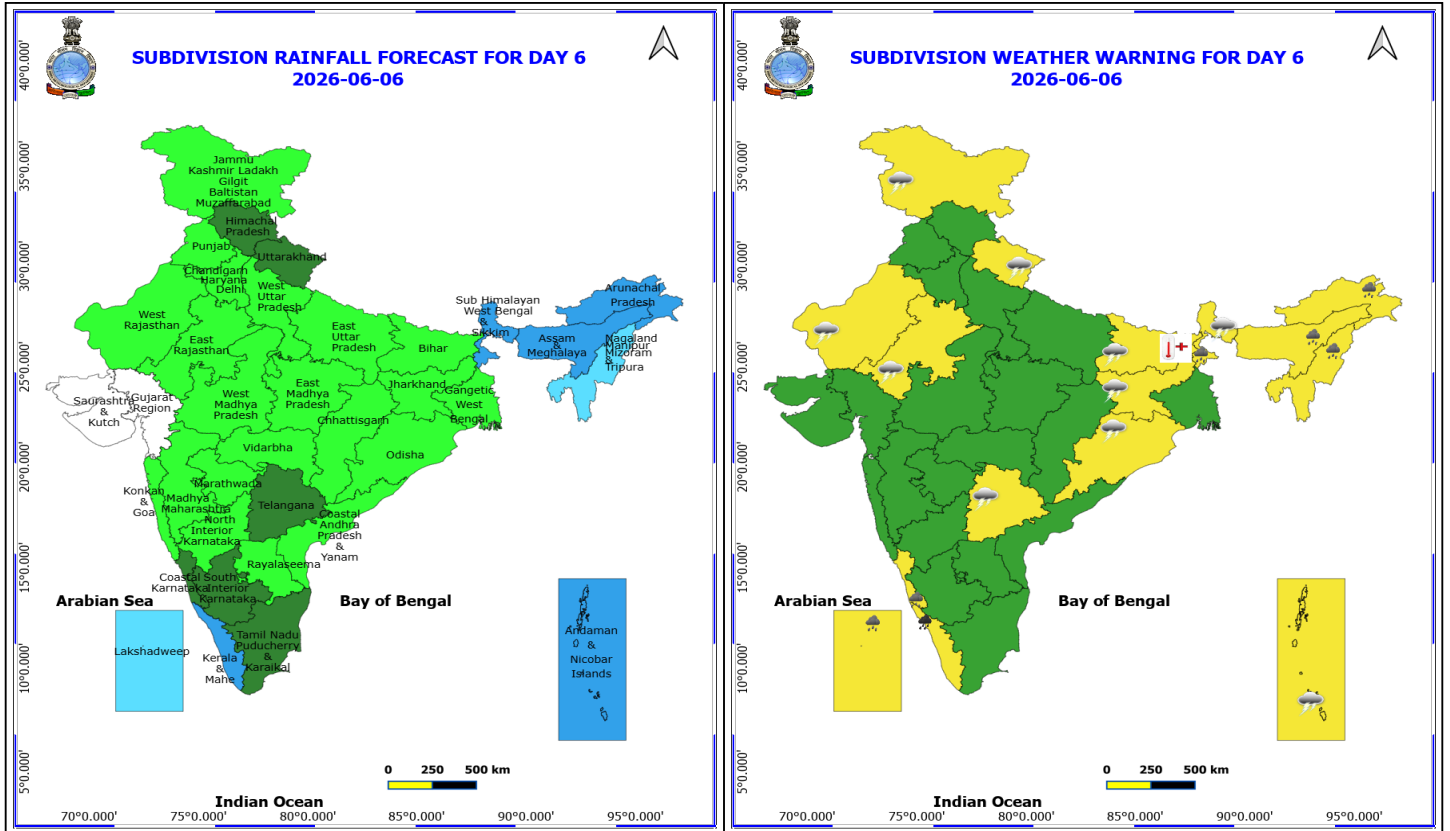 SUBDIVISION RAINFALL FORECAST FOR DAY 6
2026-06-06
40°0.000'
35°0.000'
30°0.000'
25°0.000'
20°0.000'
15°0.000'
10°0.000'
5°0.000'
Jammu
Kashmir Ladakh
Gilgit
Baltistan
Muzaffarabad
Himachal
Pradesh
Punjab
Uttarakhand
Chandigarh
Haryana
Delhi
West
Uttar
Pradesh
West
Rajasthan
East
Rajasthan
East
Uttar
Pradesh
Bihar
Sub Himalayan
West Bengal
&
Sikkim
Arunachal
Pradesh
Assam
&
Meghalaya
Nagaland
Manipur
Mizoram
&
Tripura
Saurashtra
&
Kutch
Gujarat
Region
West
Madhya
Pradesh
East
Madhya
Pradesh
Jharkhand
Gangetic
West
Bengal
Chhattisgarh
Vidarbha
Odisha
Konkan
&
Goa
Madhya
Maharashtra
Marathwada
Telangana
North
Interior
Karnataka
Coastal
Andhra
Pradesh
&
Yanam
Rayalaseema
Coastal
Karnataka
South
Interior
Karnataka
Arabian Sea
Bay of Bengal
Lakshadweep
Kerala
&
Mahe
Tamil Nadu
Puducherry
&
Karaikal
Andaman
&
Nicobar
Islands
0 250 500 km
Indian Ocean
70°0.000' 75°0.000' 80°0.000' 85°0.000' 90°0.000' 95°0.000'
SUBDIVISION WEATHER WARNING FOR DAY 6
2026-06-06
40°0.000'
35°0.000'
30°0.000'
25°0.000'
20°0.000'
15°0.000'
10°0.000'
5°0.000'
Arabian Sea
Bay of Bengal
0 250 500 km
Indian Ocean
70°0.000' 75°0.000' 80°0.000' 85°0.000' 90°0.000' 95°0.000'